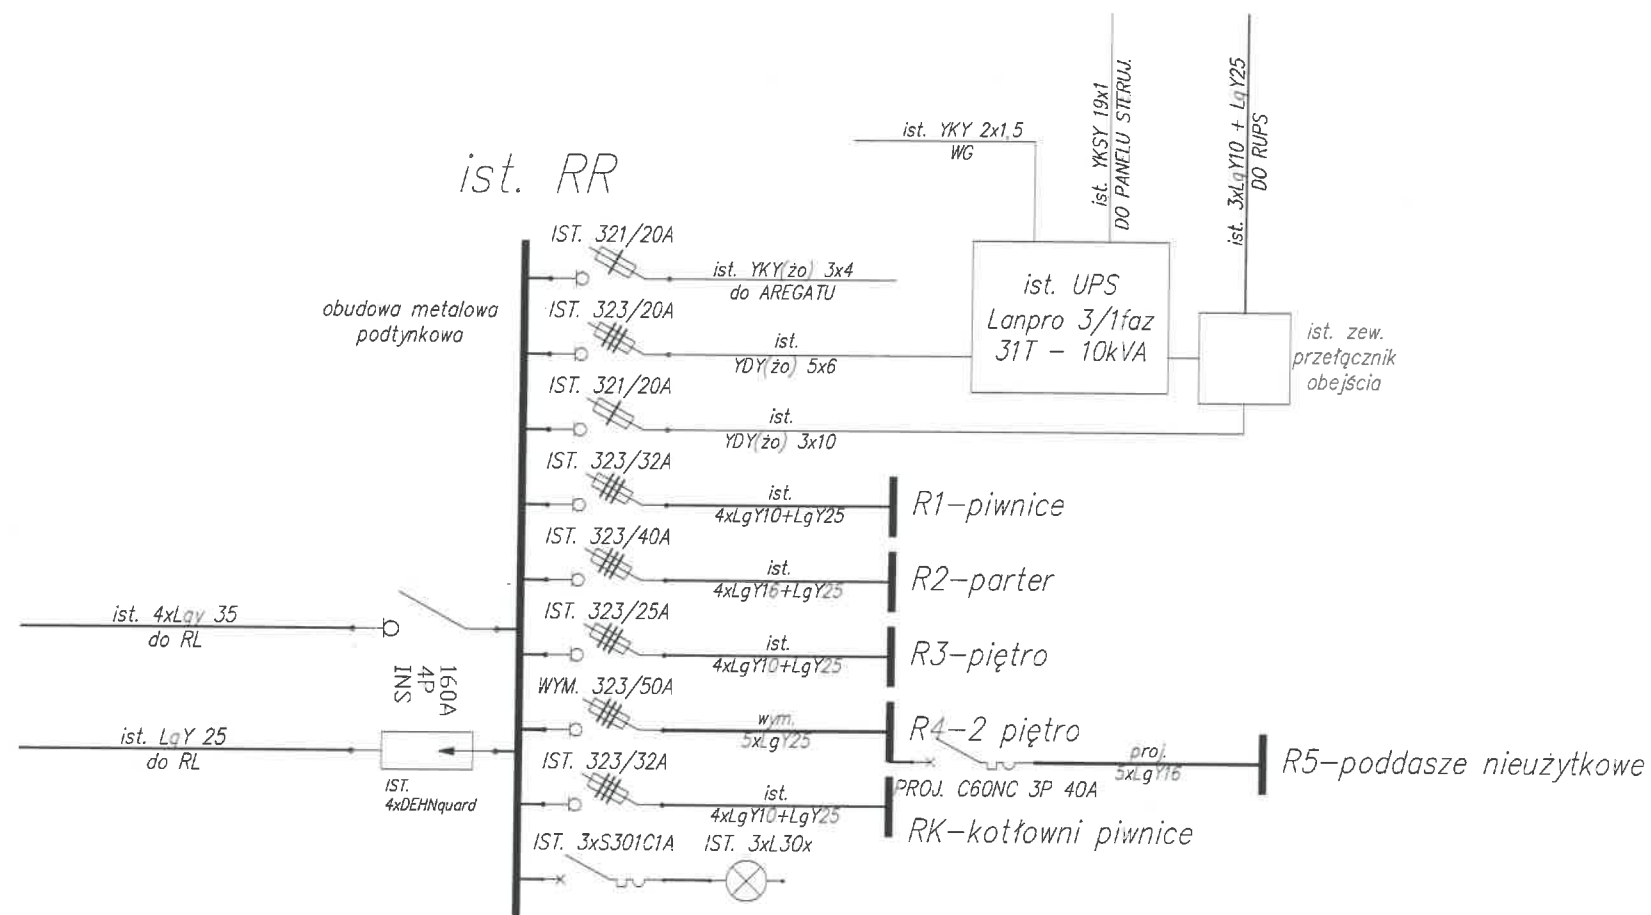 ist. RR
obudowa metalowa
podtynkowa
ist. YKY 2x1,5
WG
ist. YKSY 19x1
DO PANELU STERUJ.
ist. 3xLgY10 + LgY25
DO RUPS
IST. 321/20A
ist. YKY(żo) 3x4
do AREGATU
IST. 323/20A
ist.
YDY(żo) 5x6
ist. UPS
Lanpro 3/1faz
31T - 10kVA
ist. zew.
przełącznik
obejścia
IST. 321/20A
ist.
YDY(żo) 3x10
IST. 323/32A
ist.
4xLgY10+LgY25
R1-piwnice
IST. 323/40A
ist.
4xLgY16+LgY25
R2-parter
ist. 4xLgy 35
do RL
160A
4P
INS
IST. 323/25A
ist.
4xLgY10+LgY25
R3-piętro
WYM. 323/50A
wym.
5xLgY25
R4-2 piętro
PROJ. C60NC 3P 40A
proj.
5xLgY16
R5-poddasze nieużytkowe
ist. LgY 25
do RL
IST.
4xDEHNquard
IST. 323/32A
ist.
4xLgY10+LgY25
RK-kotłowni piwnice
IST. 3xS301C1A
IST. 3xL30x